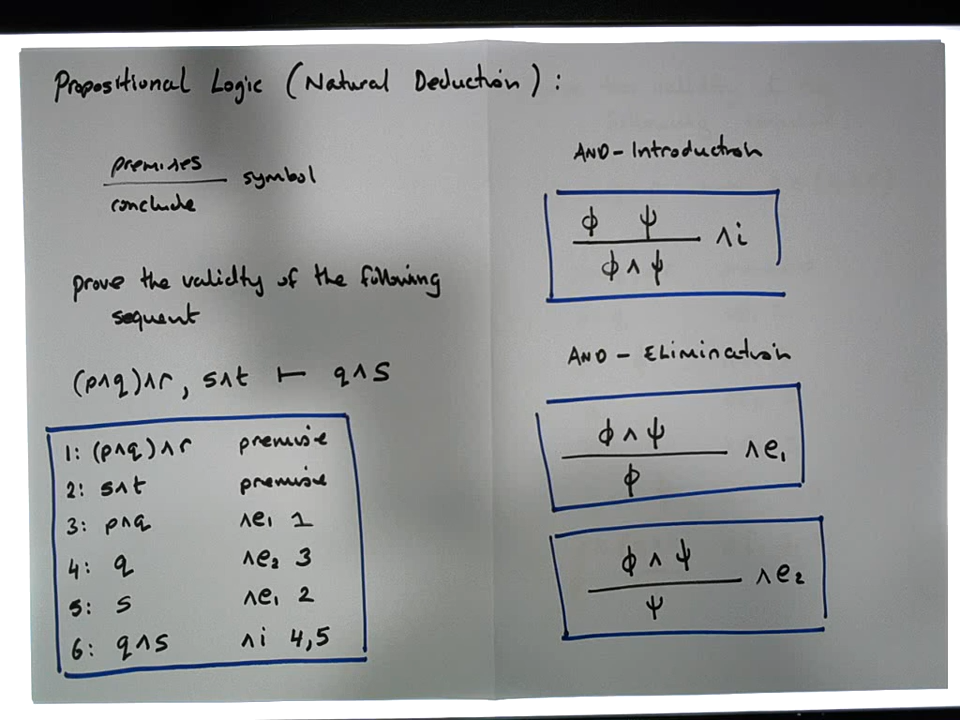 Propositional Logic (Natural Deduction):
premises
conclude
symbol
prove the validty of the following
sequent
(p∧q)∧r, s∧t ⊢ q∧s
1: (p∧q)∧r premise
2: s∧t premise
3: p∧q ∧e₁ 1
4: q ∧e₂ 3
5: s ∧e₁ 2
6: q∧s ∧i 4,5
AND-Introduction
ϕ ψ
ϕ∧ψ
∧i
AND - Elimination
ϕ∧ψ
ϕ
∧e₁
ϕ∧ψ
ψ
∧e₂